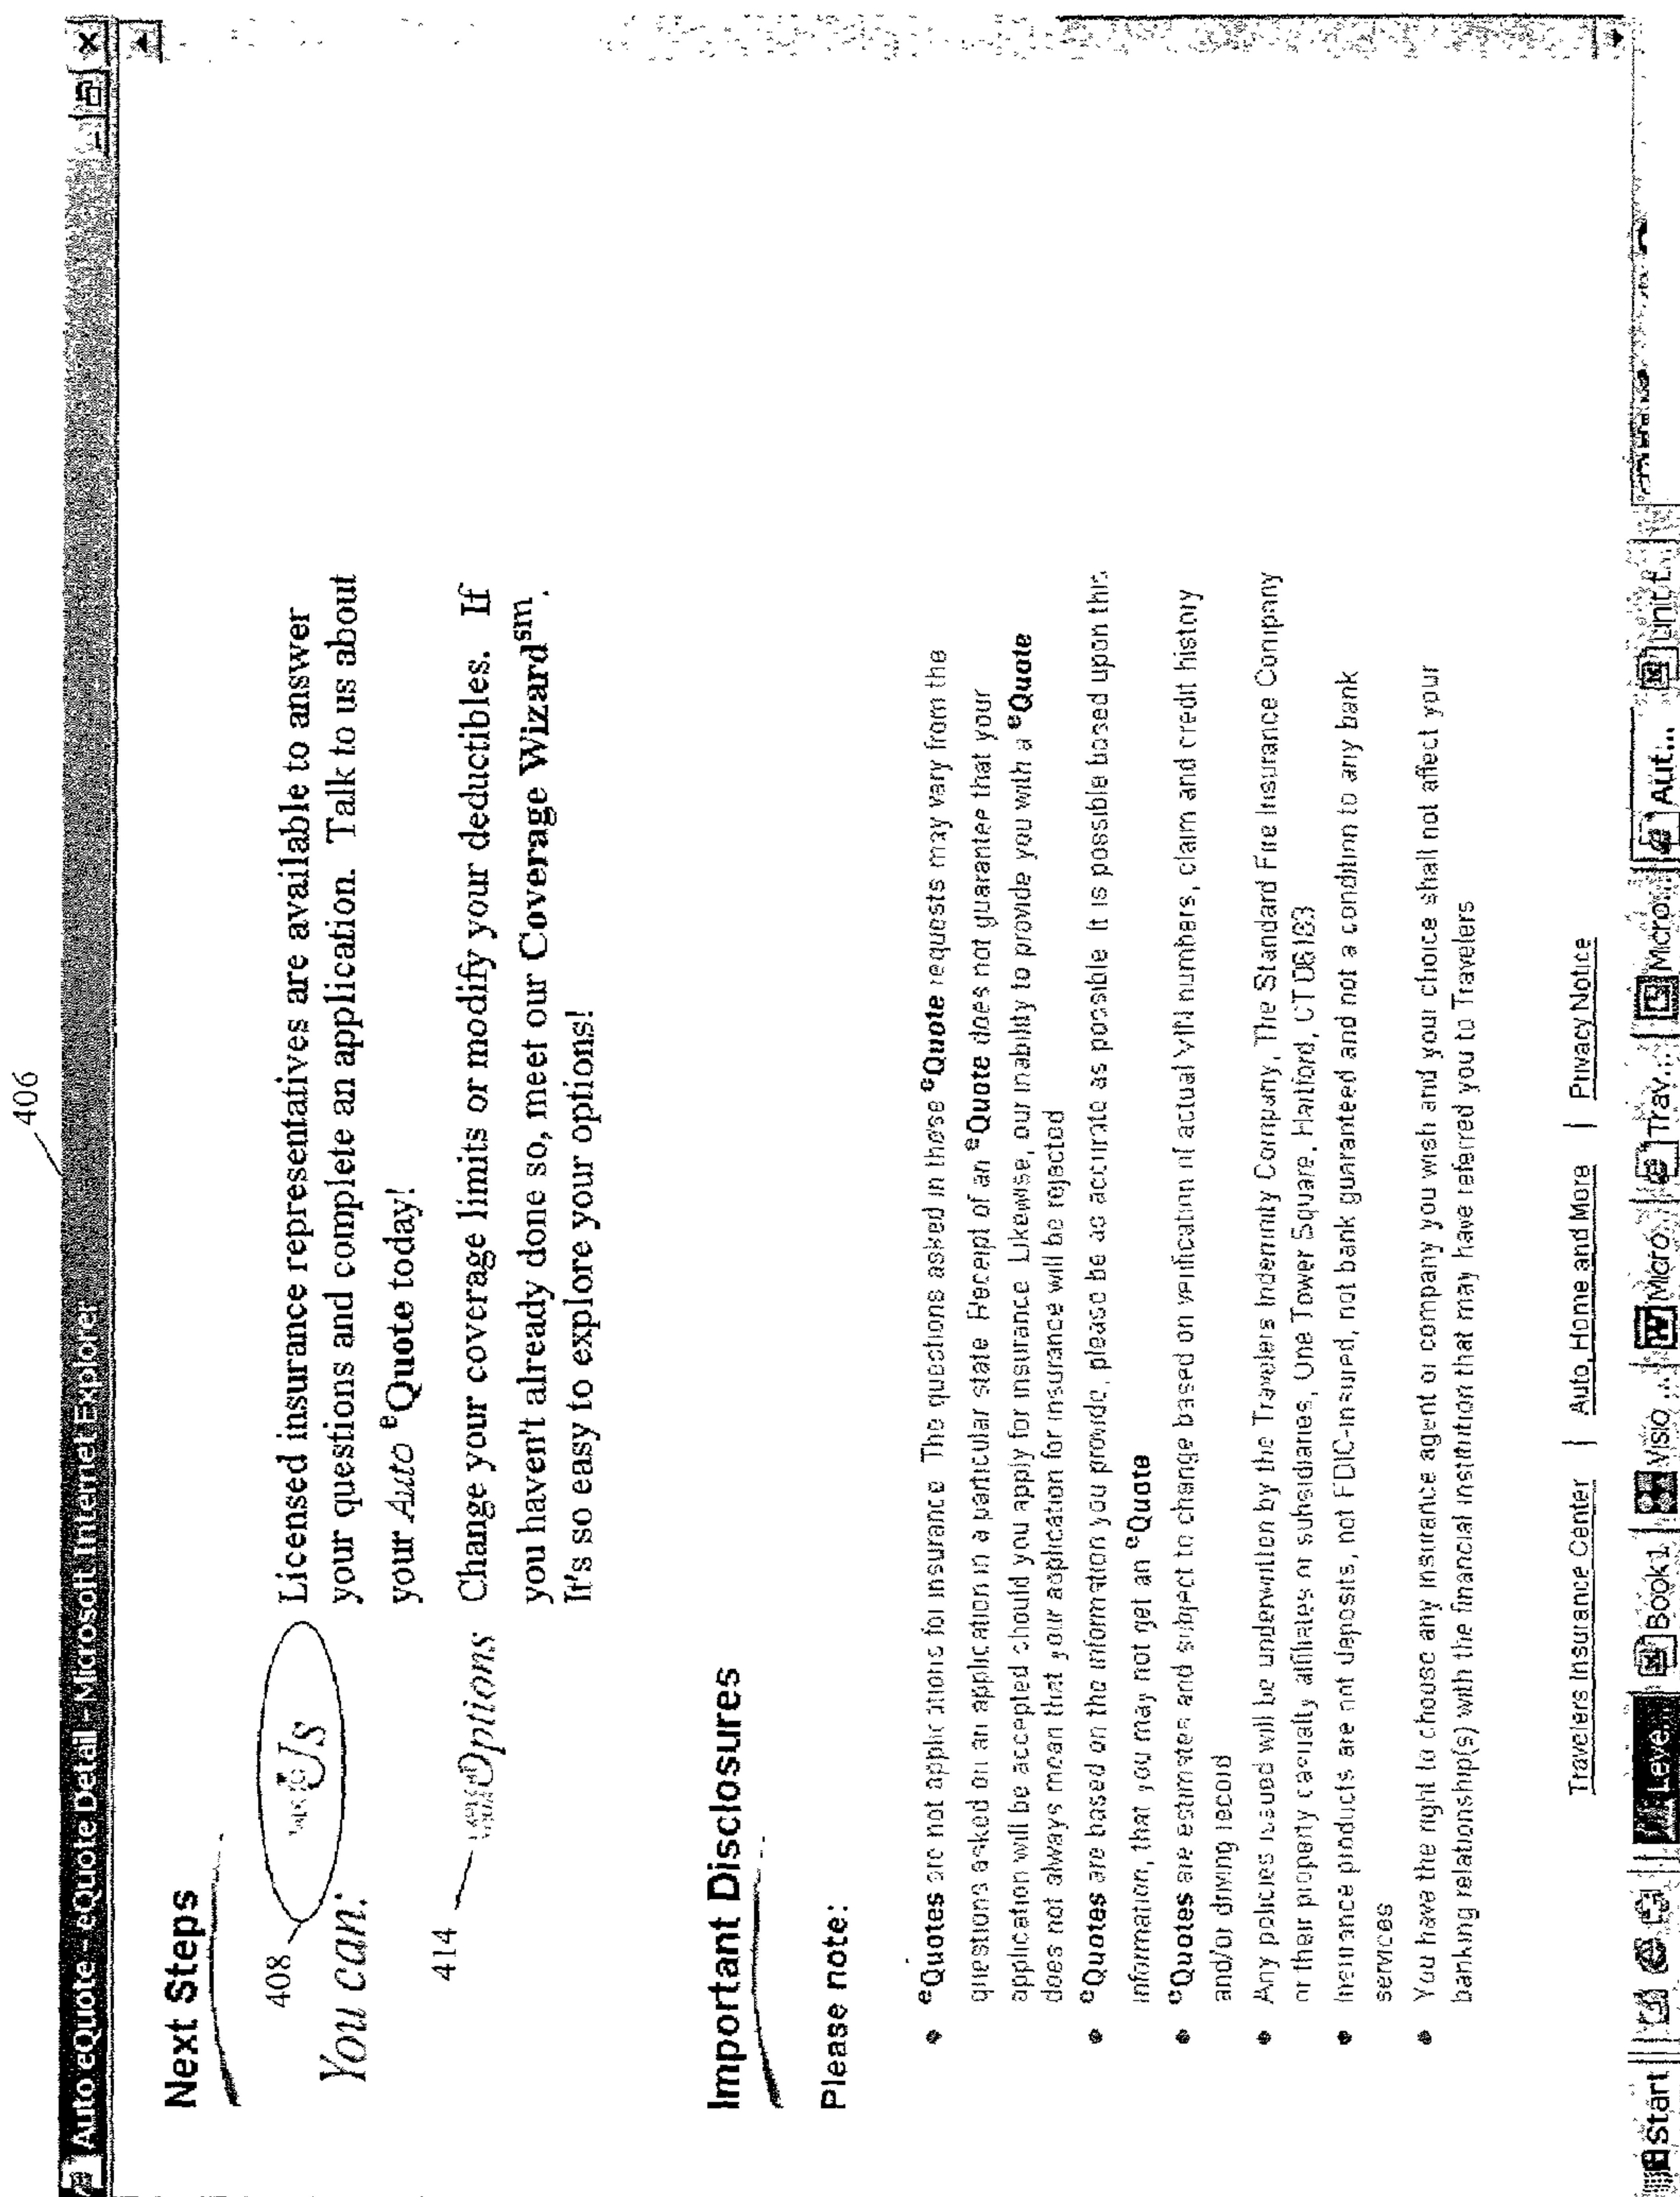 406
Auto eQuote - eQuote Detail - Microsoft Internet Explorer
Next Steps
408
Us
You can:
Licensed insurance representatives are available to answer
your questions and complete an application. Talk to us about
your Auto eQuote today!
414
Options
Change your coverage limits or modify your deductibles. If
you haven't already done so, meet our Coverage Wizard sm.
It's so easy to explore your options!
Important Disclosures
Please note:
• eQuotes are not applications for insurance The questions asked in these eQuote requests may vary from the
questions asked on an application in a particular state Receipt of an eQuote does not guarantee that your
application will be accepted should you apply for insurance Likewise, our inability to provide you with a eQuote
does not always mean that your application for insurance will be rejected
• eQuotes are based on the information you provide, please be as accurate as possible It is possible based upon this
information, that you may not get an eQuote
• eQuotes are estimates and subject to change based on verification of actual VIN numbers, claim and credit history
and/or driving record
• Any policies issued will be underwritten by the Travelers Indemnity Company, The Standard Fire Insurance Company
or their property casualty affiliates or subsidiaries, One Tower Square, Hartford, CT 06183
• Insurance products are not deposits, not FDIC-insured, not bank guaranteed and not a condition to any bank
services
• You have the right to choose any insurance agent or company you wish and your choice shall not affect your
banking relationship(s) with the financial institution that may have referred you to Travelers
Travelers Insurance Center | Auto, Home and More | Privacy Notice
Start Level... Book1 Visio ... Micro... Trav... Micro... Aut... unit t...